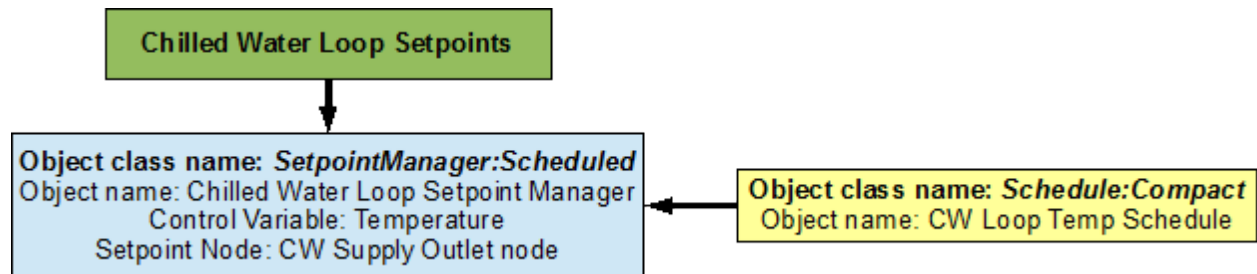 Chilled Water Loop Setpoints
Object class name: SetpointManager:Scheduled
Object name: Chilled Water Loop Setpoint Manager
Control Variable: Temperature
Setpoint Node: CW Supply Outlet node
Object class name: Schedule:Compact
Object name: CW Loop Temp Schedule